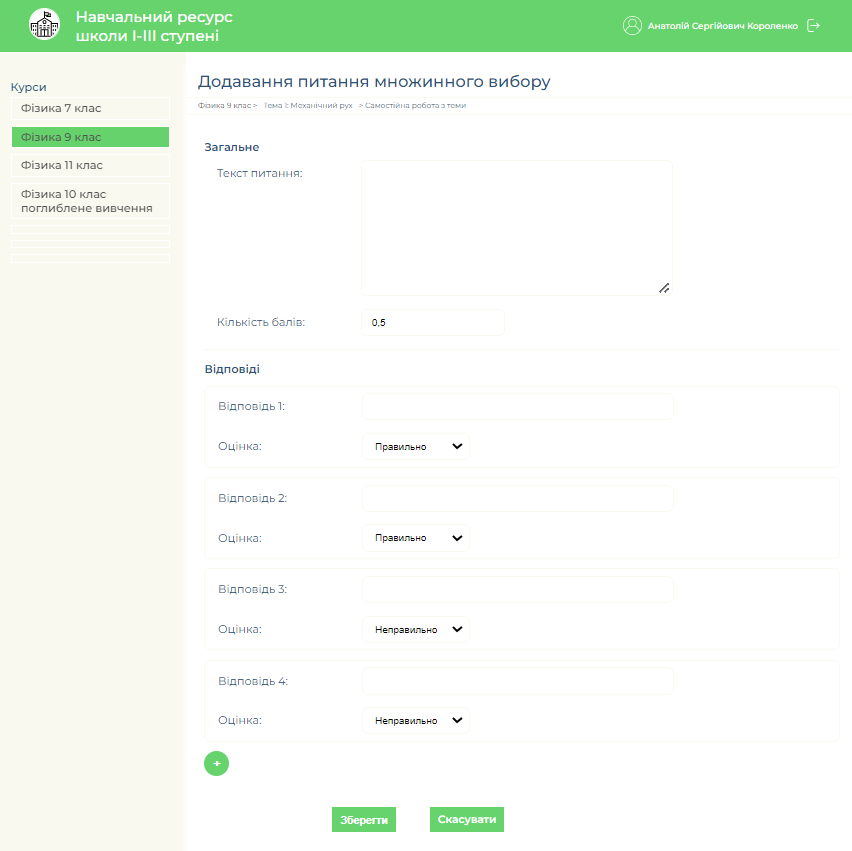 Навчальний ресурс
школи I-III ступені
Анатолій Сергійович Короленко
Курси
Фізика 7 клас
Фізика 9 клас
Фізика 11 клас
Фізика 10 клас
поглиблене вивчення
Додавання питання множинного вибору
Фізика 9 клас > Тема 1: Механічний рух > Самостійна робота з теми
Загальне
Текст питання:
Кількість балів:
0,5
Відповіді
Відповідь 1:
Оцінка:
Правильно
Відповідь 2:
Оцінка:
Правильно
Відповідь 3:
Оцінка:
Неправильно
Відповідь 4:
Оцінка:
Неправильно
+
Зберегти
Скасувати